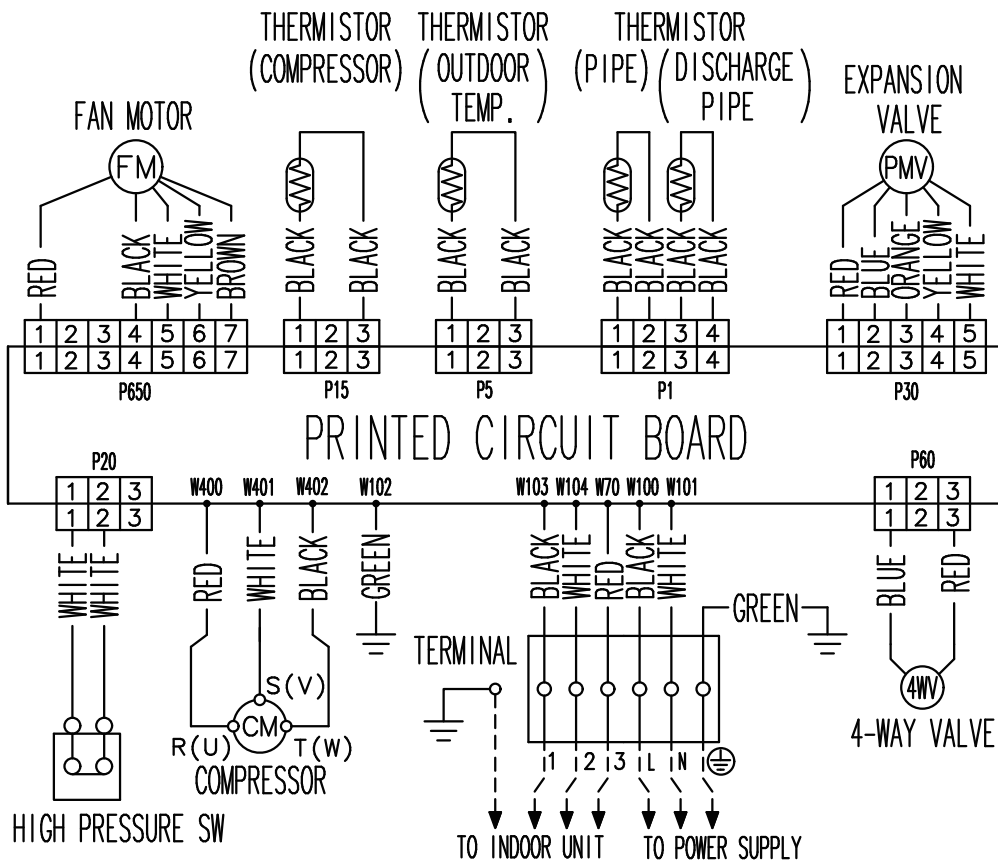 THERMISTOR THERMISTOR THERMISTOR
(COMPRESSOR) (OUTDOOR TEMP.) (PIPE) (DISCHARGE PIPE)
EXPANSION
VALVE
FAN MOTOR
FM
PMV
RED BLACK WHITE YELLOW BROWN
BLACK BLACK
BLACK BLACK
BLACK BLACK BLACK BLACK
RED BLUE ORANGE YELLOW WHITE
1 2 3 4 5 6 7
1 2 3 4 5 6 7
P650
1 2 3
1 2 3
P15
1 2 3
1 2 3
P5
1 2 3 4
1 2 3 4
P1
1 2 3 4 5
1 2 3 4 5
P30
PRINTED CIRCUIT BOARD
P20
1 2 3
1 2 3
W400 W401 W402 W102
W103 W104 W70 W100 W101
P60
1 2 3
1 2 3
WHITE WHITE
RED WHITE BLACK GREEN
BLACK WHITE RED BLACK WHITE
BLUE RED
GREEN
TERMINAL
S(V)
CM
R(U) T(W)
COMPRESSOR
4WV
4-WAY VALVE
1 2 3 L N
HIGH PRESSURE SW
TO INDOOR UNIT TO POWER SUPPLY